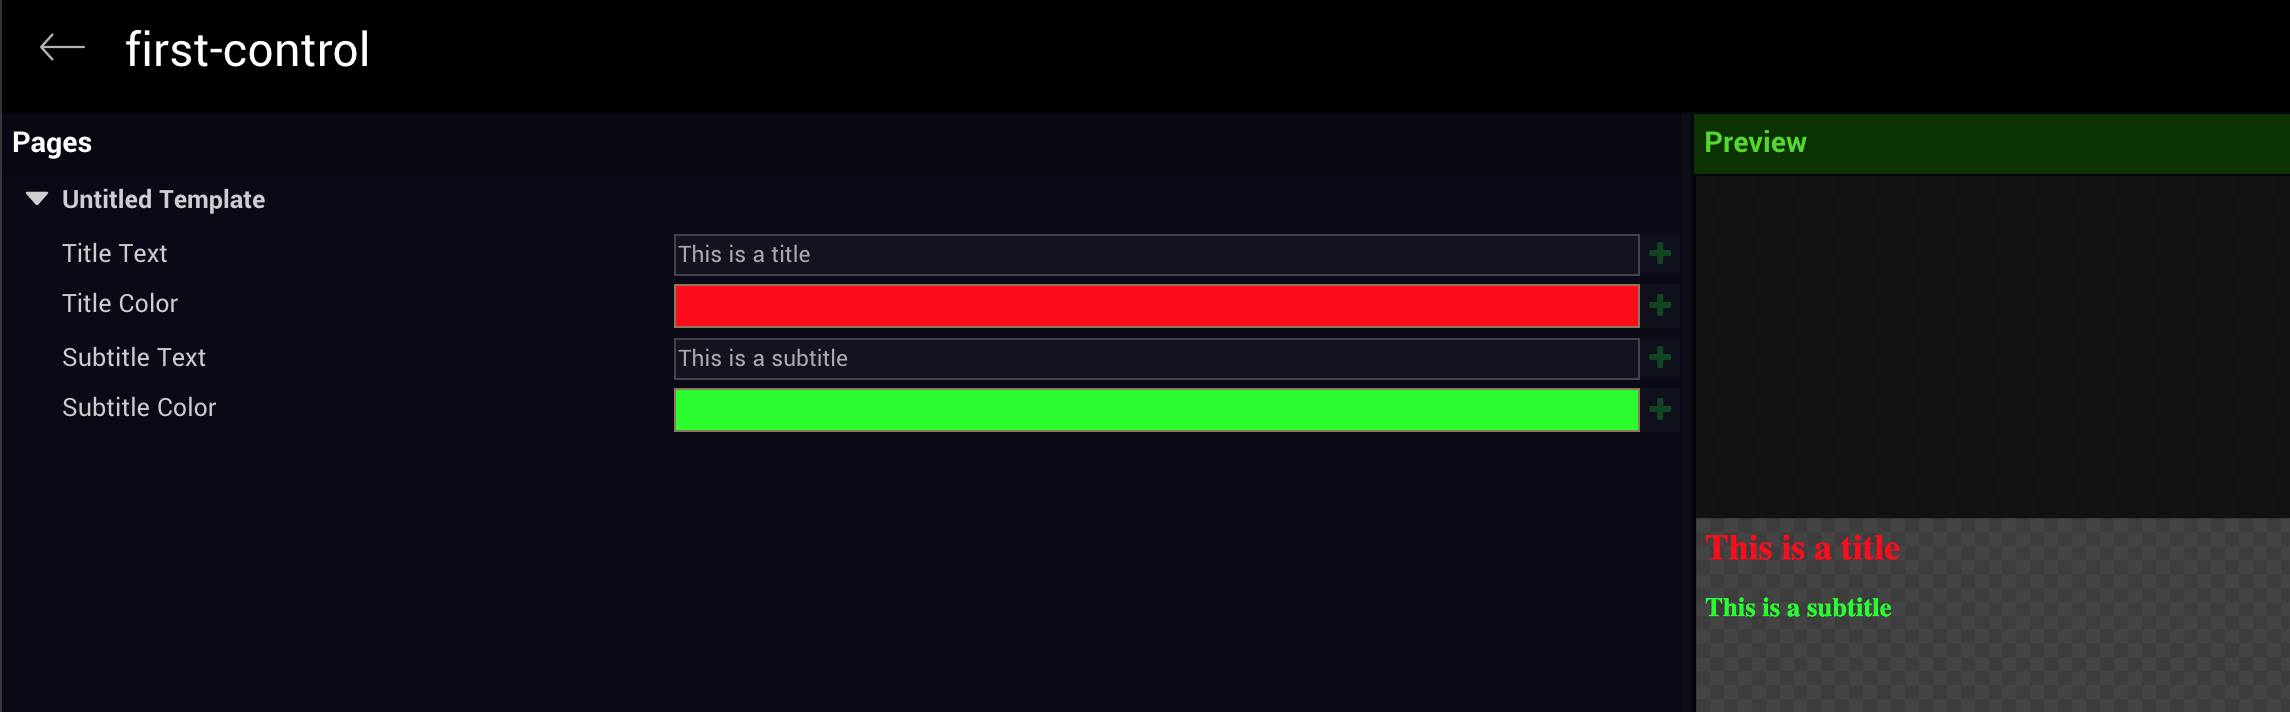 first-control
Pages
Preview
Untitled Template
Title Text
This is a title
Title Color
Subtitle Text
This is a subtitle
Subtitle Color
This is a title
This is a subtitle